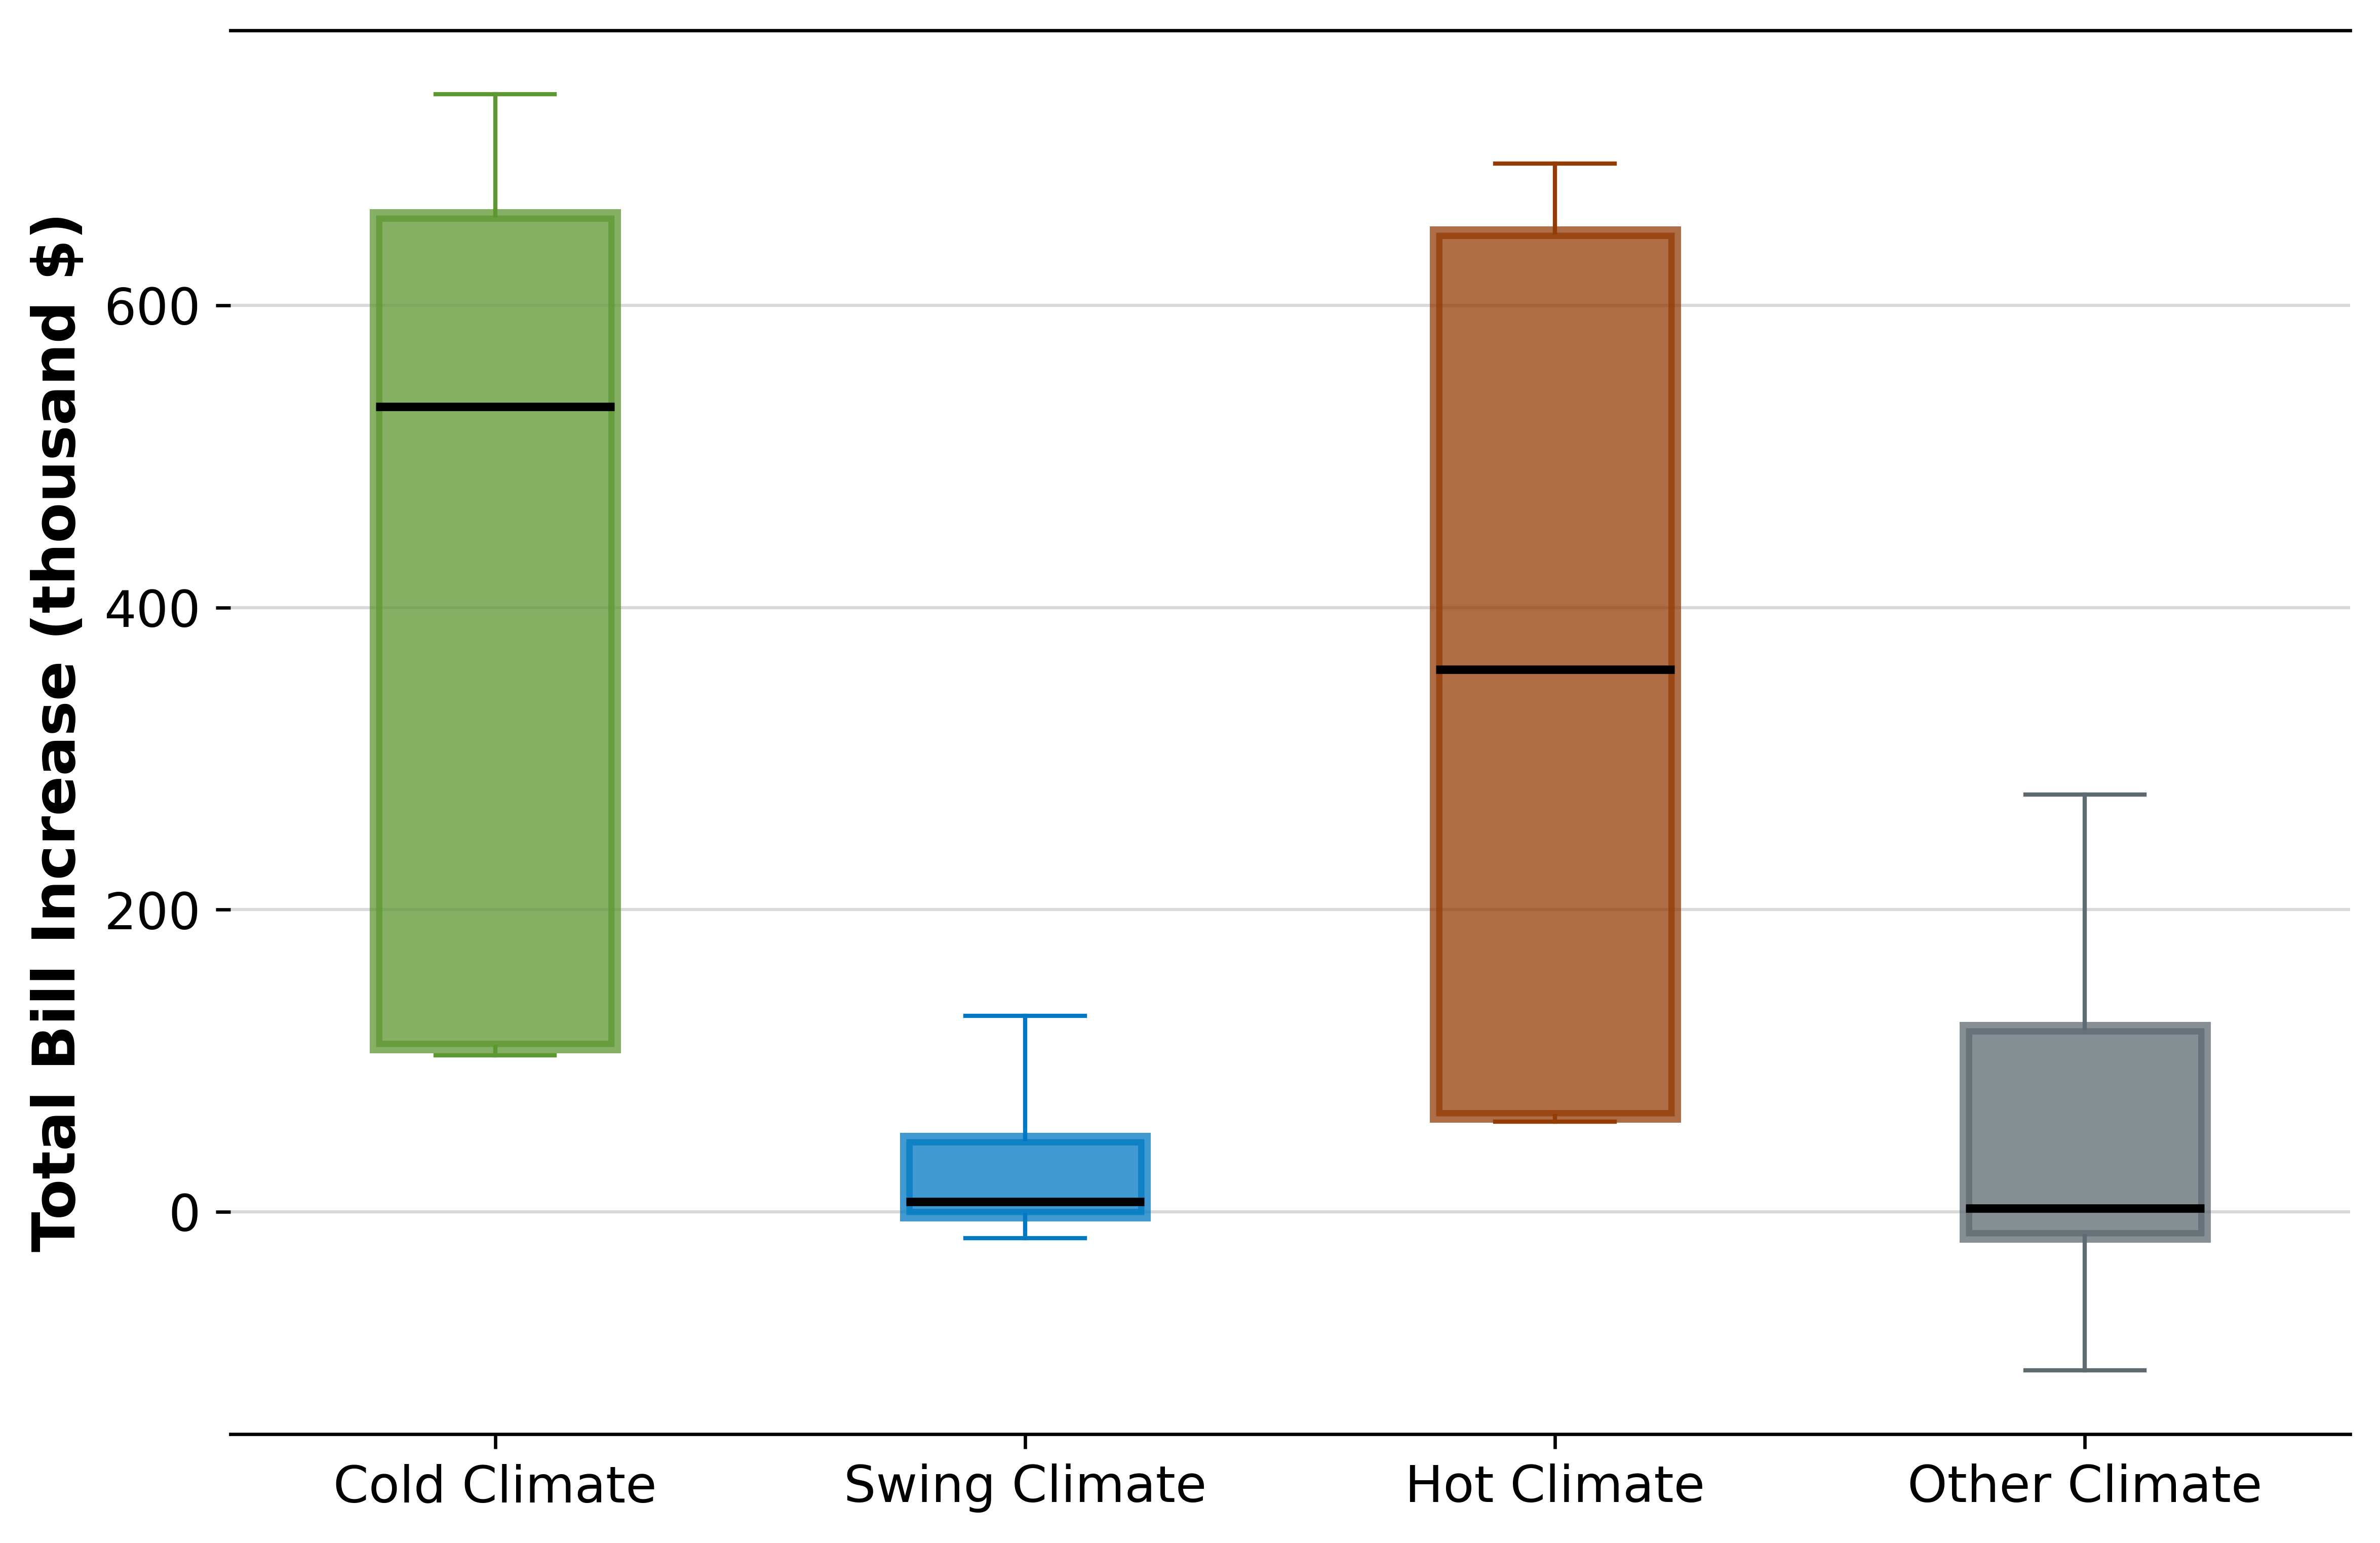 Total Bill Increase (thousand $)
600
400
200
0
Cold Climate
Swing Climate
Hot Climate
Other Climate